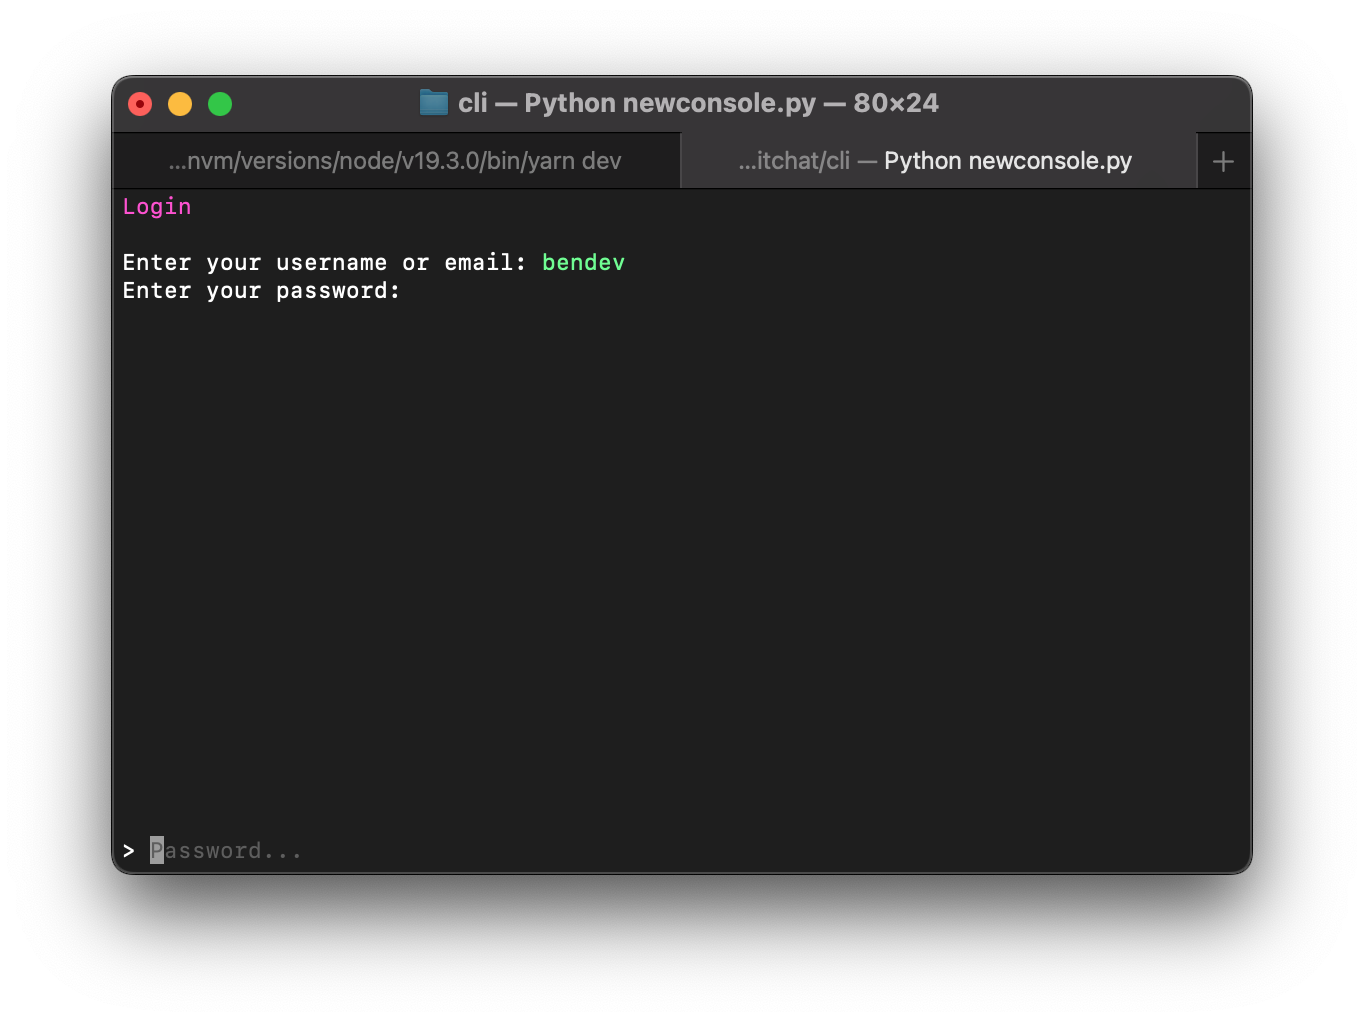 cli — Python newconsole.py — 80×24
...nvm/versions/node/v19.3.0/bin/yarn dev
...itchat/cli — Python newconsole.py
+
Login
Enter your username or email: bendev
Enter your password:
> Password...